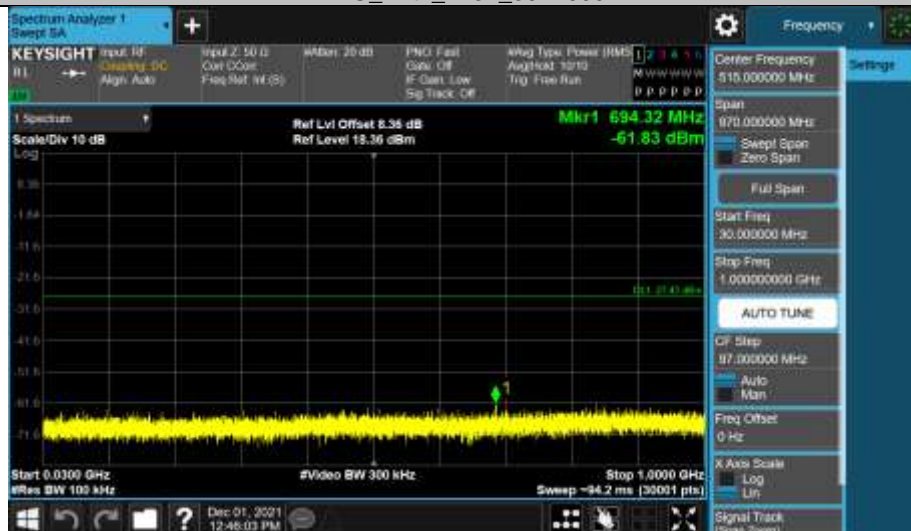 Spectrum Analyzer 1
Swept SA
+
Frequency
KEYSIGHT
Input: RF
Coupling: DC
Align: Auto
Input Z: 50 Ω
Corr CCorr
Freq Ref: Int (S)
#Atten: 20 dB
PNO: Fast
Gate: Off
IF Gain: Low
Sig Track: Off
#Avg Type: Power (RMS
Avg|Hold: 10/10
Trig: Free Run
1 2 3 4 5 6
M W W W W W
P P P P P P
Center Frequency
515.000000 MHz
Settings
Span
970.000000 MHz
Swept Span
Zero Span
Full Span
Start Freq
30.000000 MHz
Stop Freq
1.000000000 GHz
AUTO TUNE
CF Step
97.000000 MHz
Auto
Man
Freq Offset
0 Hz
X Axis Scale
Log
Lin
Signal Track
1 Spectrum
Scale/Div 10 dB
Log
Ref Lvl Offset 8.36 dB
Ref Level 18.36 dBm
Mkr1 694.32 MHz
-61.83 dBm
8.36
-1.64
-11.6
-21.6
-31.6
-41.6
-51.6
-61.6
-71.6
1
Start 0.0300 GHz
#Res BW 100 kHz
#Video BW 300 kHz
Stop 1.0000 GHz
Sweep ~94.2 ms (30001 pts)
?
Dec 01, 2021
12:46:03 PM